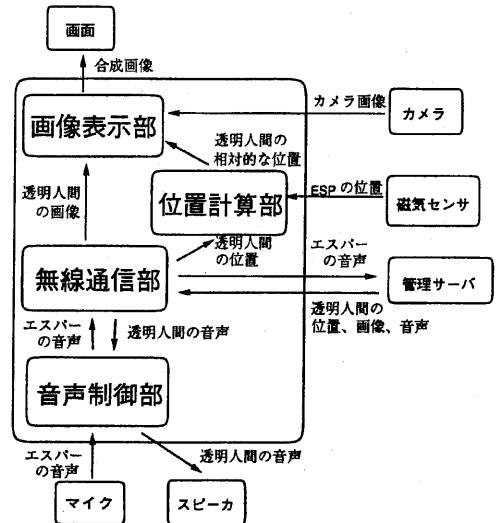 画面
合成画像
画像表示部
カメラ画像
カメラ
透明人間の
相対的な位置
透明人間
の画像
位置計算部
ESP の位置
磁気センサ
透明人間
の位置
無線通信部
エスパー
の音声
管理サーバ
透明人間の
位置、画像、音声
エスパー
の音声
透明人間の音声
音声制御部
エスパー
の音声
透明人間の音声
マイク
スピーカ